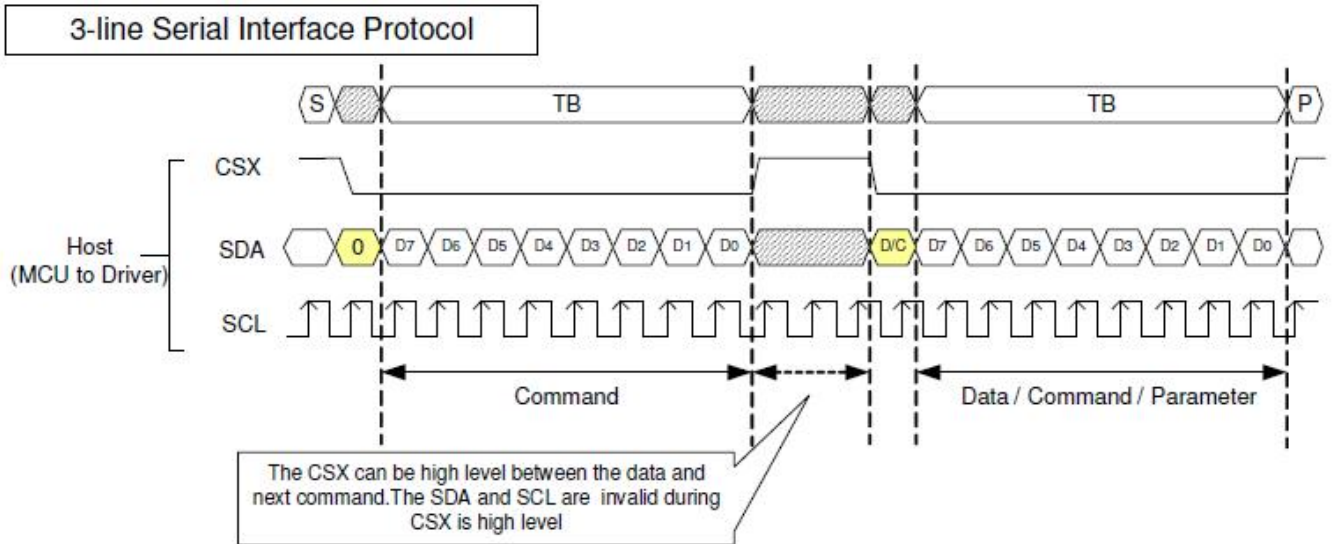 3-line Serial Interface Protocol
S TB TB P
CSX
Host
(MCU to Driver)
SDA 0 D7 D6 D5 D4 D3 D2 D1 D0 D/C D7 D6 D5 D4 D3 D2 D1 D0
SCL
Command Data / Command / Parameter
The CSX can be high level between the data and
next command.The SDA and SCL are invalid during
CSX is high level